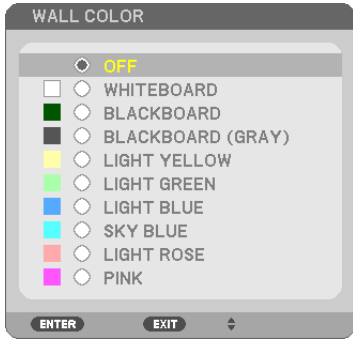 WALL COLOR
OFF
WHITEBOARD
BLACKBOARD
BLACKBOARD (GRAY)
LIGHT YELLOW
LIGHT GREEN
LIGHT BLUE
SKY BLUE
LIGHT ROSE
PINK
ENTER EXIT